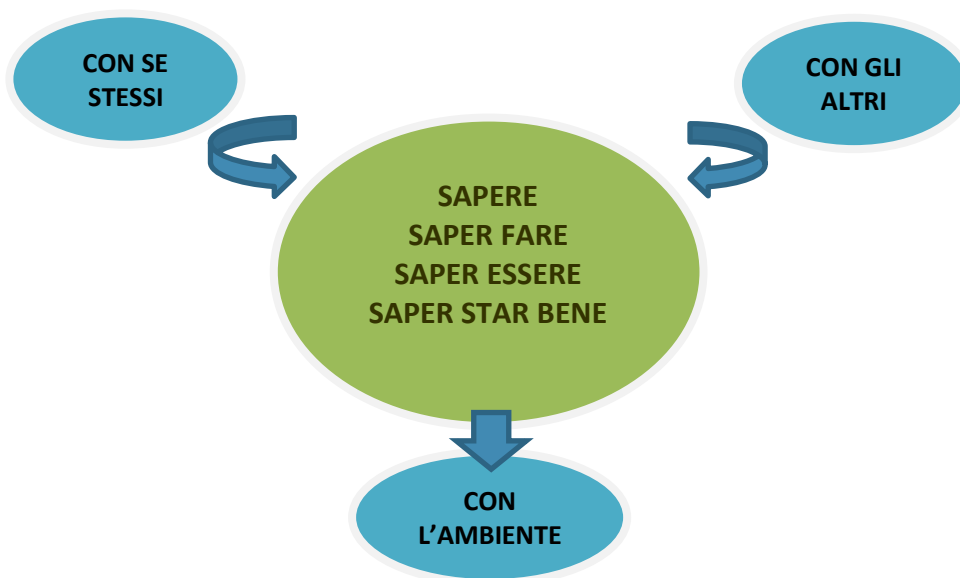 CON SE
STESSI
CON GLI
ALTRI
SAPERE
SAPER FARE
SAPER ESSERE
SAPER STAR BENE
CON
L’AMBIENTE